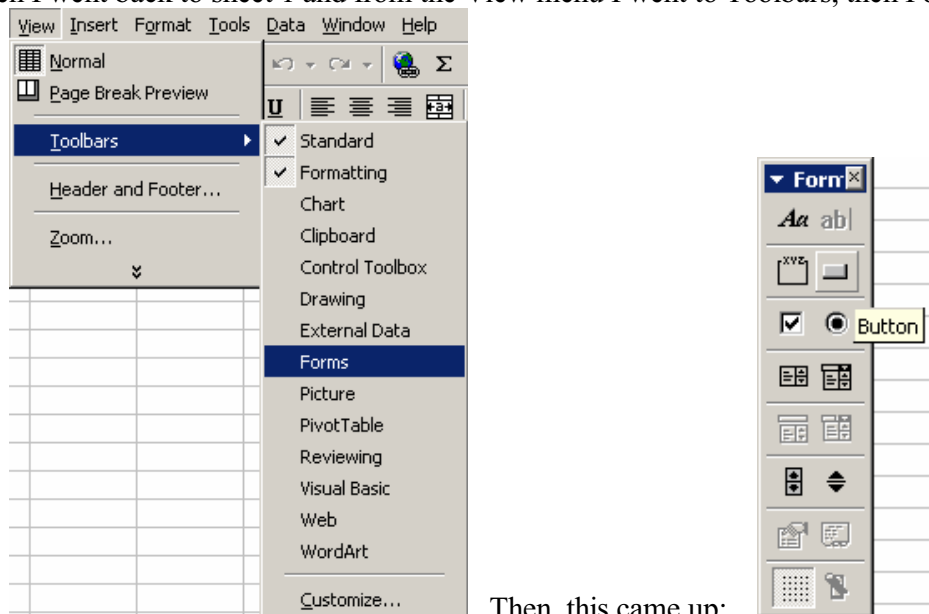 View Insert Format Tools Data Window Help
Normal
Page Break Preview
Toolbars
Header and Footer...
Zoom...
U
Σ
Standard
Formatting
Chart
Clipboard
Control Toolbox
Drawing
External Data
Forms
Picture
PivotTable
Reviewing
Visual Basic
Web
WordArt
Customize...
Then, this came up:
Form
Aa ab|
XYZ
Button